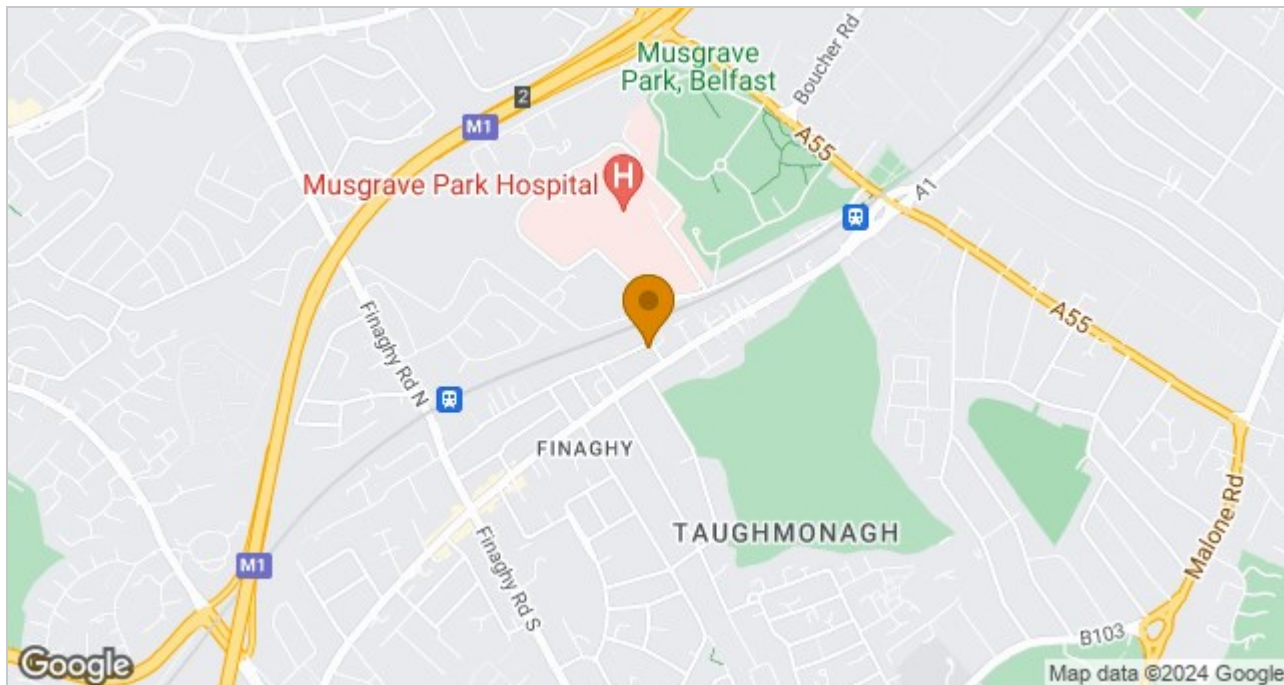 Musgrave
Park, Belfast
Boucher Rd
2
M1
A55
Musgrave Park Hospital
H
A1
A55
Finaghy Rd N
FINAGHY
TAUGHMONAGH
Malone Rd
Finaghy Rd S
M1
B103
Google
Map data ©2024 Google